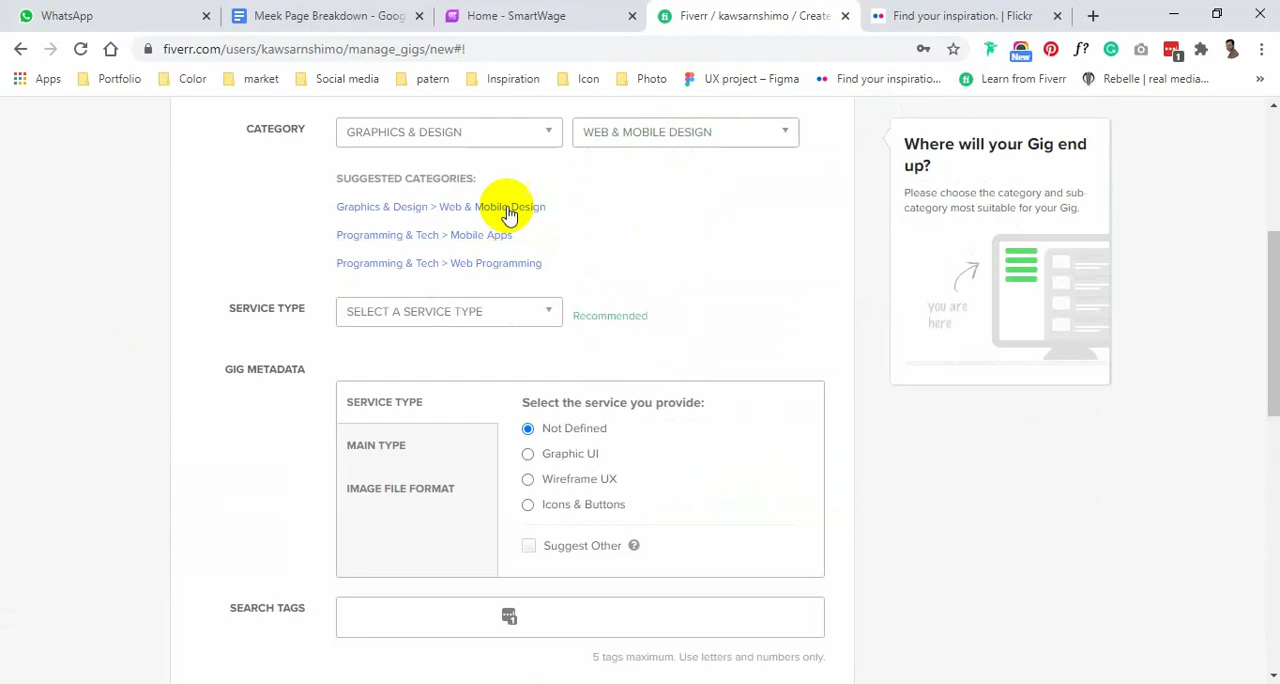 WhatsApp
Meek Page Breakdown - Goog
Home - SmartWage
Fiverr / kawsarnshimo / Create
Find your inspiration. | Flickr
fiverr.com/users/kawsarnshimo/manage_gigs/new#!
New
f?
1
Apps
Portfolio
Color
market
Social media
patern
Inspiration
Icon
Photo
UX project – Figma
Find your inspiratio...
Learn from Fiverr
Rebelle | real media...
»
CATEGORY
GRAPHICS & DESIGN
WEB & MOBILE DESIGN
SUGGESTED CATEGORIES:
Graphics & Design > Web & Mobile Design
Programming & Tech > Mobile Apps
Programming & Tech > Web Programming
SERVICE TYPE
SELECT A SERVICE TYPE
Recommended
GIG METADATA
SERVICE TYPE
MAIN TYPE
IMAGE FILE FORMAT
Select the service you provide:
Not Defined
Graphic UI
Wireframe UX
Icons & Buttons
Suggest Other ?
SEARCH TAGS
1
5 tags maximum. Use letters and numbers only.
Where will your Gig end
up?
Please choose the category and sub-
category most suitable for your Gig.
you are
here